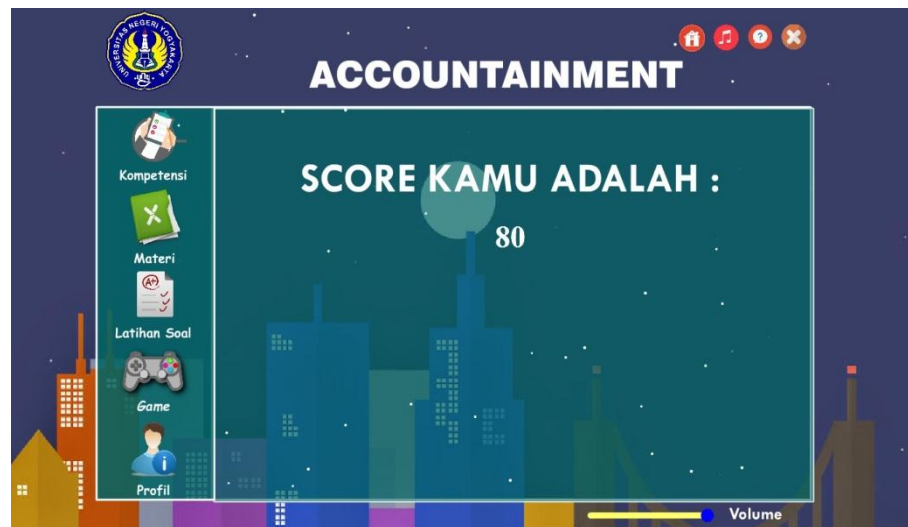 UNIVERSITAS NEGERI YOGYAKARTA
ACCOUNTAINMENT
Kompetensi
Materi
A+
Latihan Soal
Game
Profil
SCORE KAMU ADALAH :
80
Volume